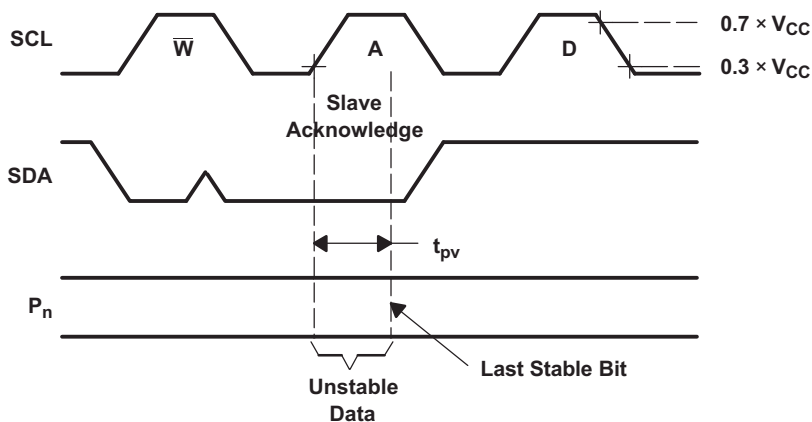 SCL
W̅
A
D
0.7 × VCC
0.3 × VCC
Slave
Acknowledge
SDA
tpv
Pn
Unstable
Data
Last Stable Bit